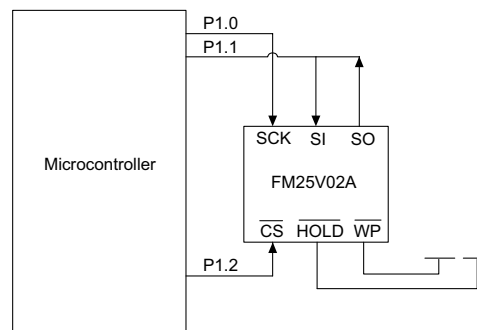 P1.0
P1.1
SCK SI SO
Microcontroller
FM25V02A
CS HOLD WP
P1.2